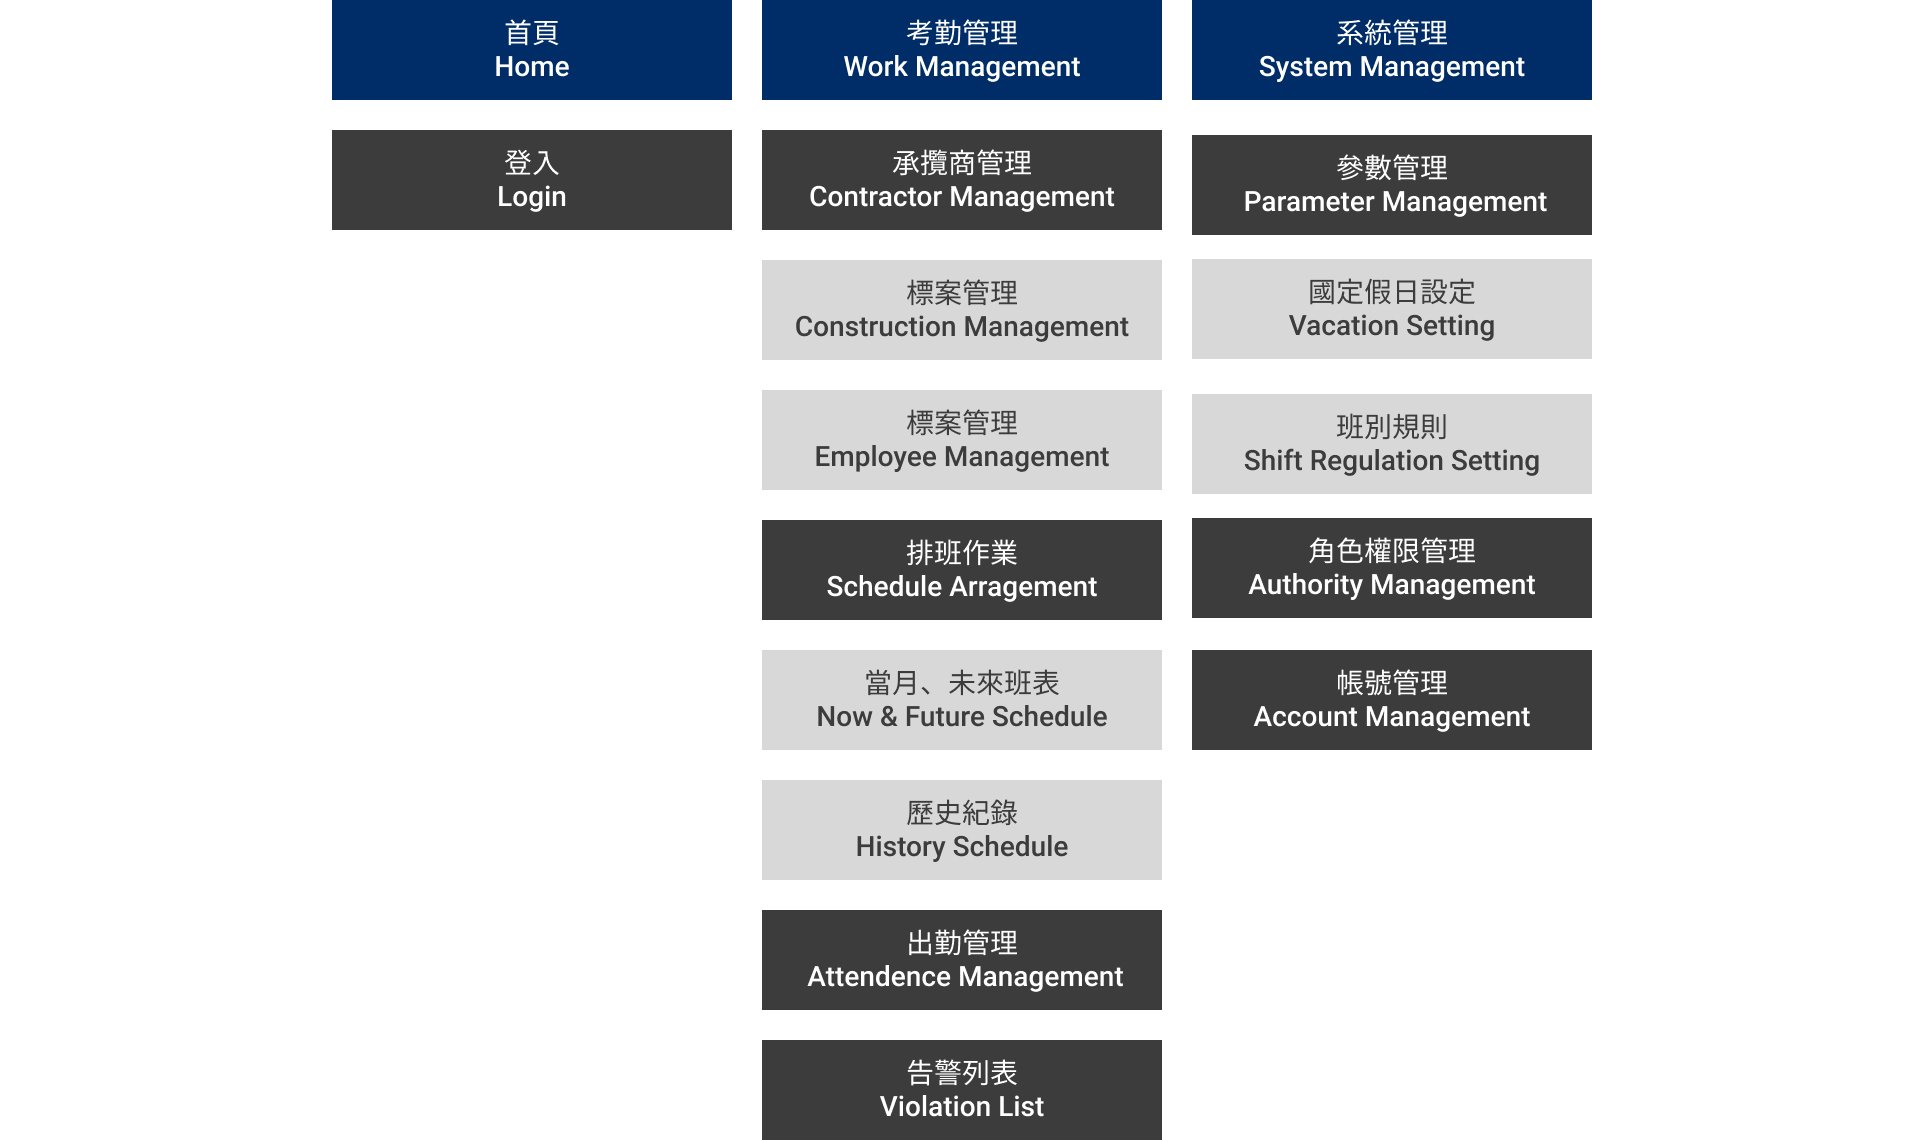 首頁
Home
登入
Login
考勤管理
Work Management
承攬商管理
Contractor Management
標案管理
Construction Management
標案管理
Employee Management
排班作業
Schedule Arragement
當月、未來班表
Now & Future Schedule
歷史紀錄
History Schedule
出勤管理
Attendence Management
告警列表
Violation List
系統管理
System Management
參數管理
Parameter Management
國定假日設定
Vacation Setting
班別規則
Shift Regulation Setting
角色權限管理
Authority Management
帳號管理
Account Management